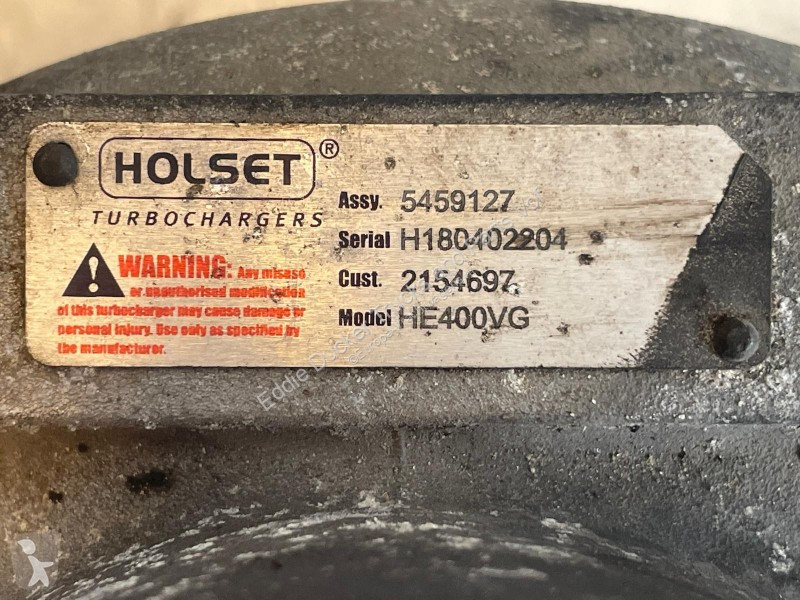 HOLSET®
TURBOCHARGERS
WARNING: Any misuse
or unauthorised modification
of this turbocharger may cause damage or
personal injury. Use only as specified by
the manufacturer.
Assy. 5459127
Serial H180402204
Cust. 2154697
Model HE400VG